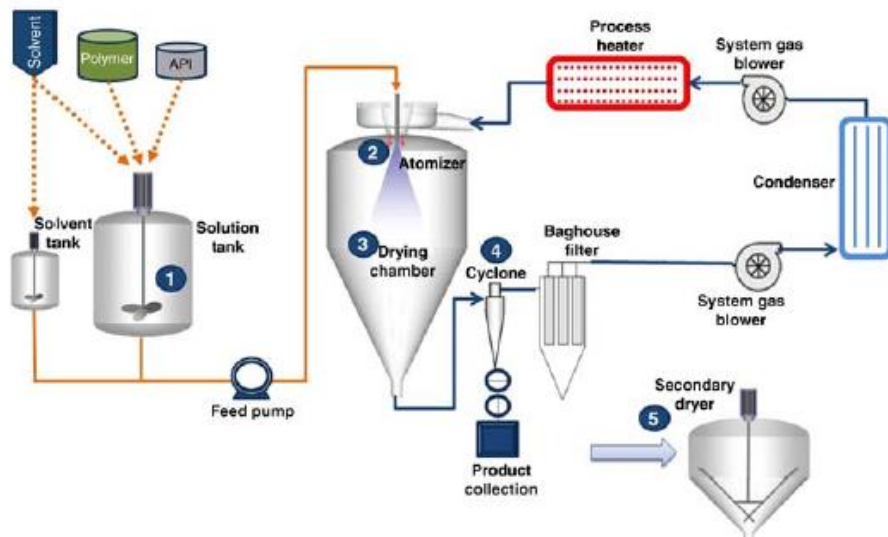 Solvent
Polymer
API
Solvent
tank
Solution
tank
1
Feed pump
2
Atomizer
3
Drying
chamber
Process
heater
System gas
blower
Condenser
4
Cyclone
Baghouse
filter
System gas
blower
Product
collection
5
Secondary
dryer